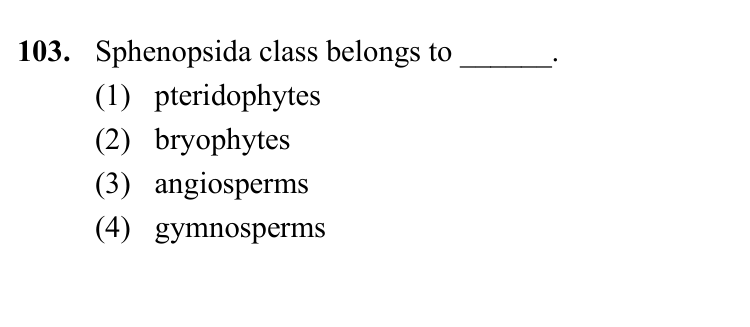 103. Sphenopsida class belongs to ______.
(1) pteridophytes
(2) bryophytes
(3) angiosperms
(4) gymnosperms